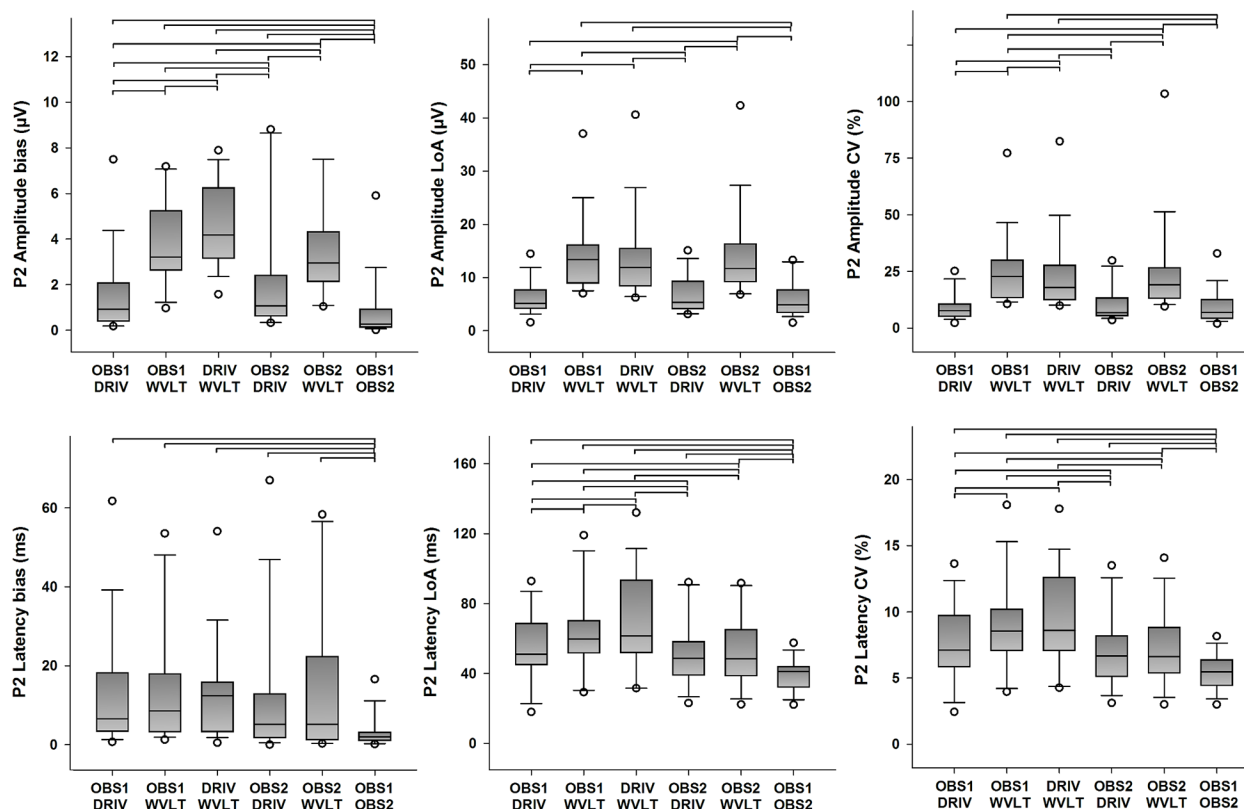 P2 Amplitude bias (µV)
12
10
8
6
4
2
0
OBS1 OBS1 DRIV OBS2 OBS2 OBS1
DRIV WVLT WVLT DRIV WVLT OBS2
P2 Amplitude LoA (µV)
50
40
30
20
10
0
OBS1 OBS1 DRIV OBS2 OBS2 OBS1
DRIV WVLT WVLT DRIV WVLT OBS2
P2 Amplitude CV (%)
100
75
50
25
0
OBS1 OBS1 DRIV OBS2 OBS2 OBS1
DRIV WVLT WVLT DRIV WVLT OBS2
P2 Latency bias (ms)
60
40
20
0
OBS1 OBS1 DRIV OBS2 OBS2 OBS1
DRIV WVLT WVLT DRIV WVLT OBS2
P2 Latency LoA (ms)
160
120
80
40
0
OBS1 OBS1 DRIV OBS2 OBS2 OBS1
DRIV WVLT WVLT DRIV WVLT OBS2
P2 Latency CV (%)
20
15
10
5
0
OBS1 OBS1 DRIV OBS2 OBS2 OBS1
DRIV WVLT WVLT DRIV WVLT OBS2